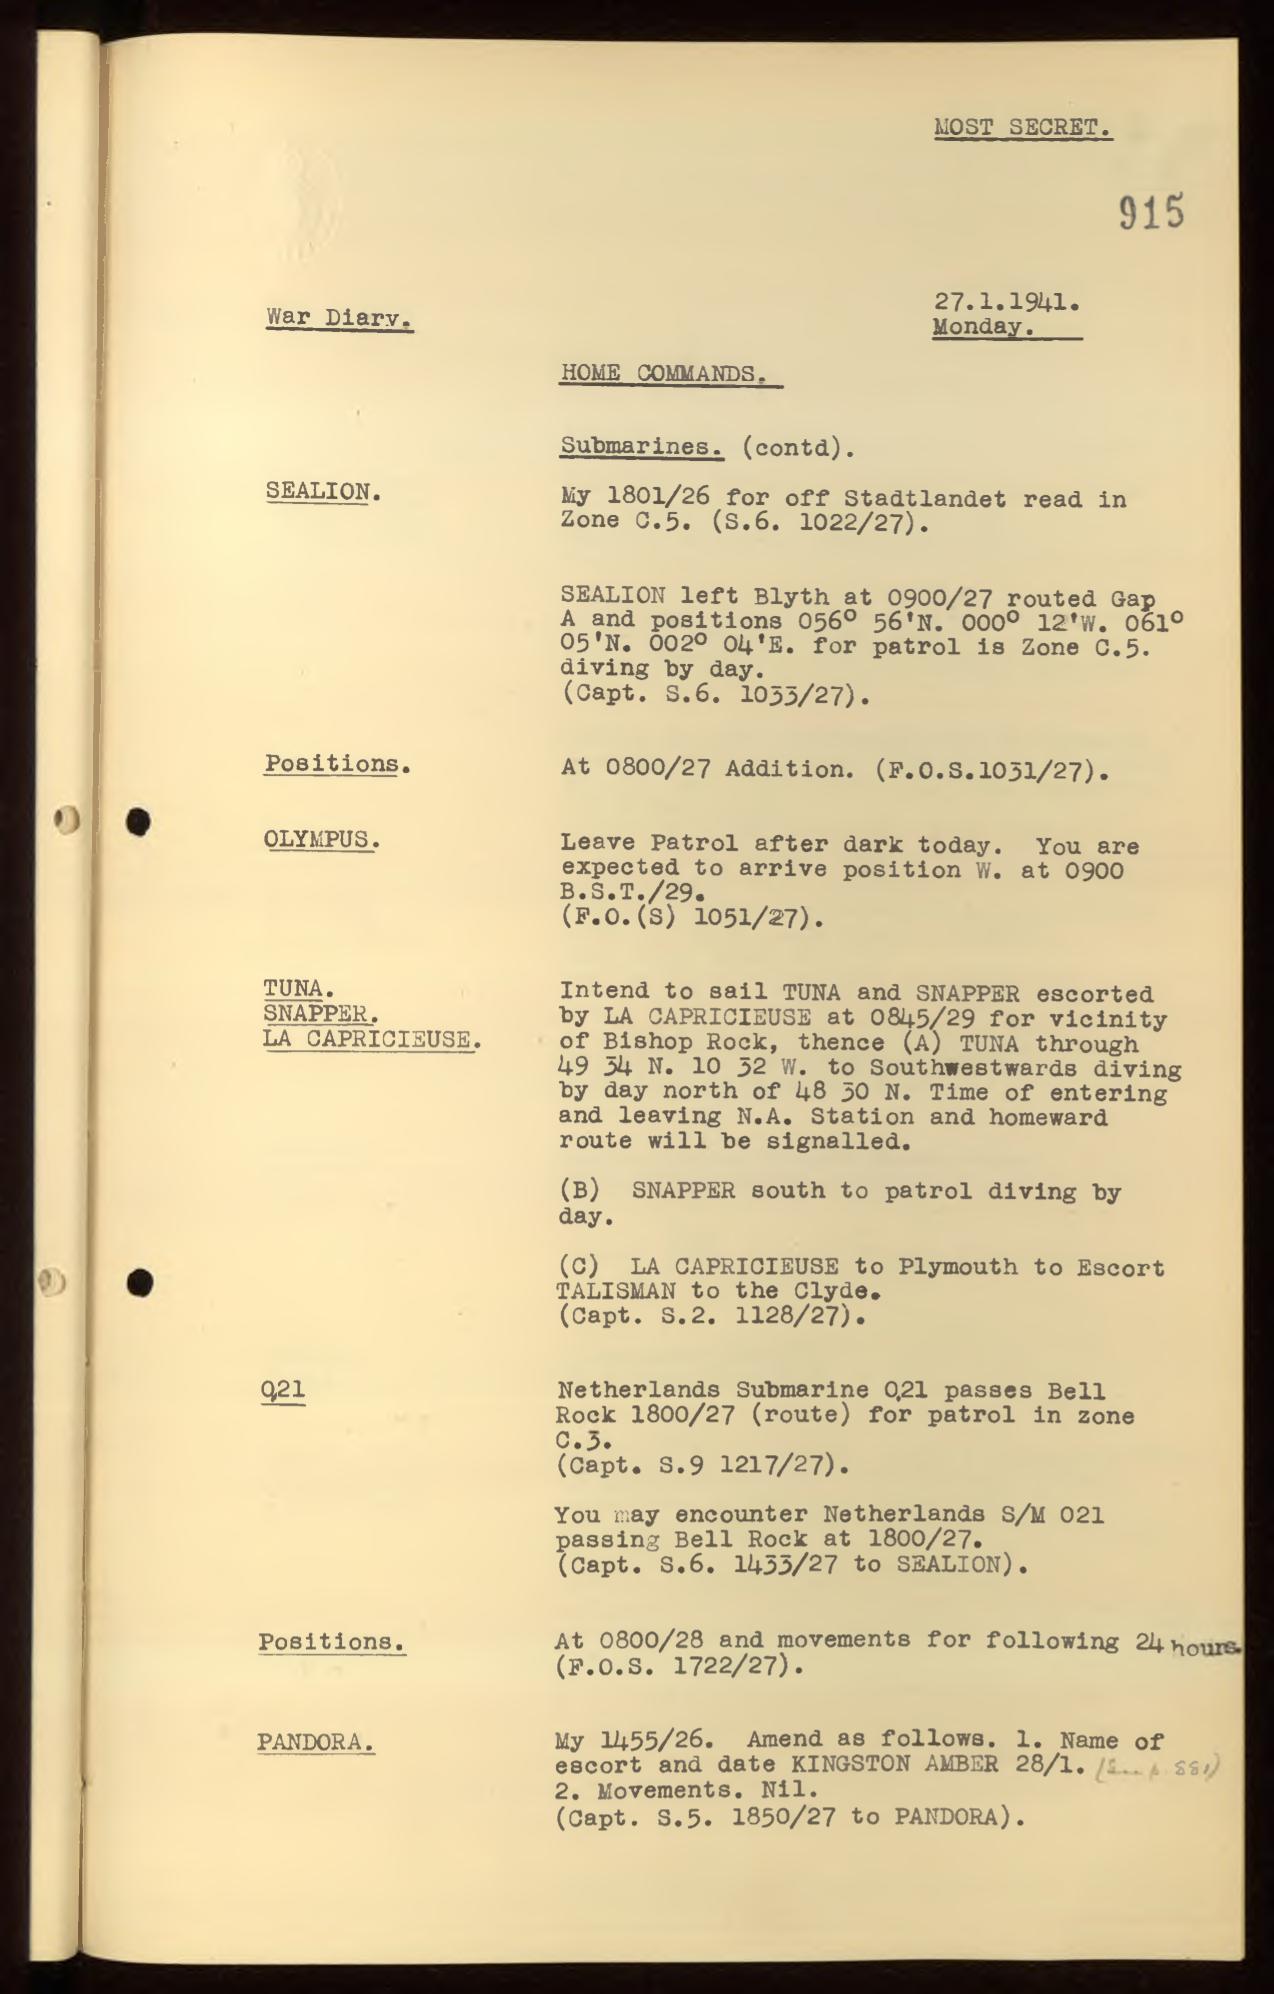 MOST SECRET.
915
27.1.1941.
War Diary.
Monday.
HOME COMMANDS.
Submarines. (contd).
SEALION.
My 1801/26 for off Stadtlandet read in
Zone C.5. (S.6. 1022/27).
SEALION left Blyth at 0900/27 routed Gap
A and positions 056° 56'N. 000° 12'W. 061°
05'N. 002° 04'E. for patrol is Zone C.5.
diving by day.
(Capt. S.6. 1033/27).
Positions.
At 0800/27 Addition. (F.O.S.1031/27).
OLYMPUS.
Leave Patrol after dark today. You are
expected to arrive position W. at 0900
B.S.T./29.
(F.O.(S) 1051/27).
TUNA.
SNAPPER.
LA CAPRICIEUSE.
Intend to sail TUNA and SNAPPER escorted
by LA CAPRICIEUSE at 0845/29 for vicinity
of Bishop Rock, thence (A) TUNA through
49 34 N. 10 32 W. to Southwestwards diving
by day north of 48 30 N. Time of entering
and leaving N.A. Station and homeward
route will be signalled.
(B) SNAPPER south to patrol diving by
day.
(C) LA CAPRICIEUSE to Plymouth to Escort
TALISMAN to the Clyde.
(Capt. S.2. 1128/27).
O,21
Netherlands Submarine O,21 passes Bell
Rock 1800/27 (route) for patrol in zone
C.3.
(Capt. S.9 1217/27).
You may encounter Netherlands S/M 021
passing Bell Rock at 1800/27.
(Capt. S.6. 1433/27 to SEALION).
Positions.
At 0800/28 and movements for following 24 hours.
(F.O.S. 1722/27).
PANDORA.
My 1455/26. Amend as follows. 1. Name of
escort and date KINGSTON AMBER 28/1.
2. Movements. Nil.
(Capt. S.5. 1850/27 to PANDORA).